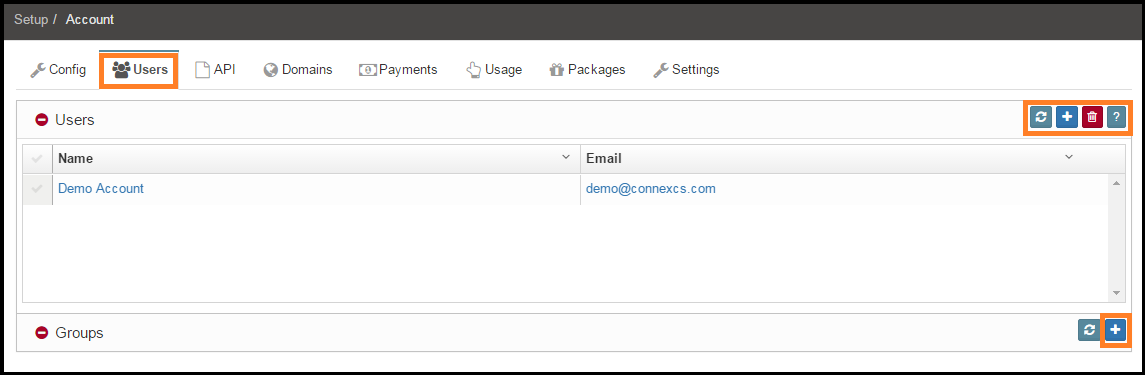 Setup / Account
Config Users API Domains Payments Usage Packages Settings
Users ?
Name Email
Demo Account demo@connexcs.com
Groups